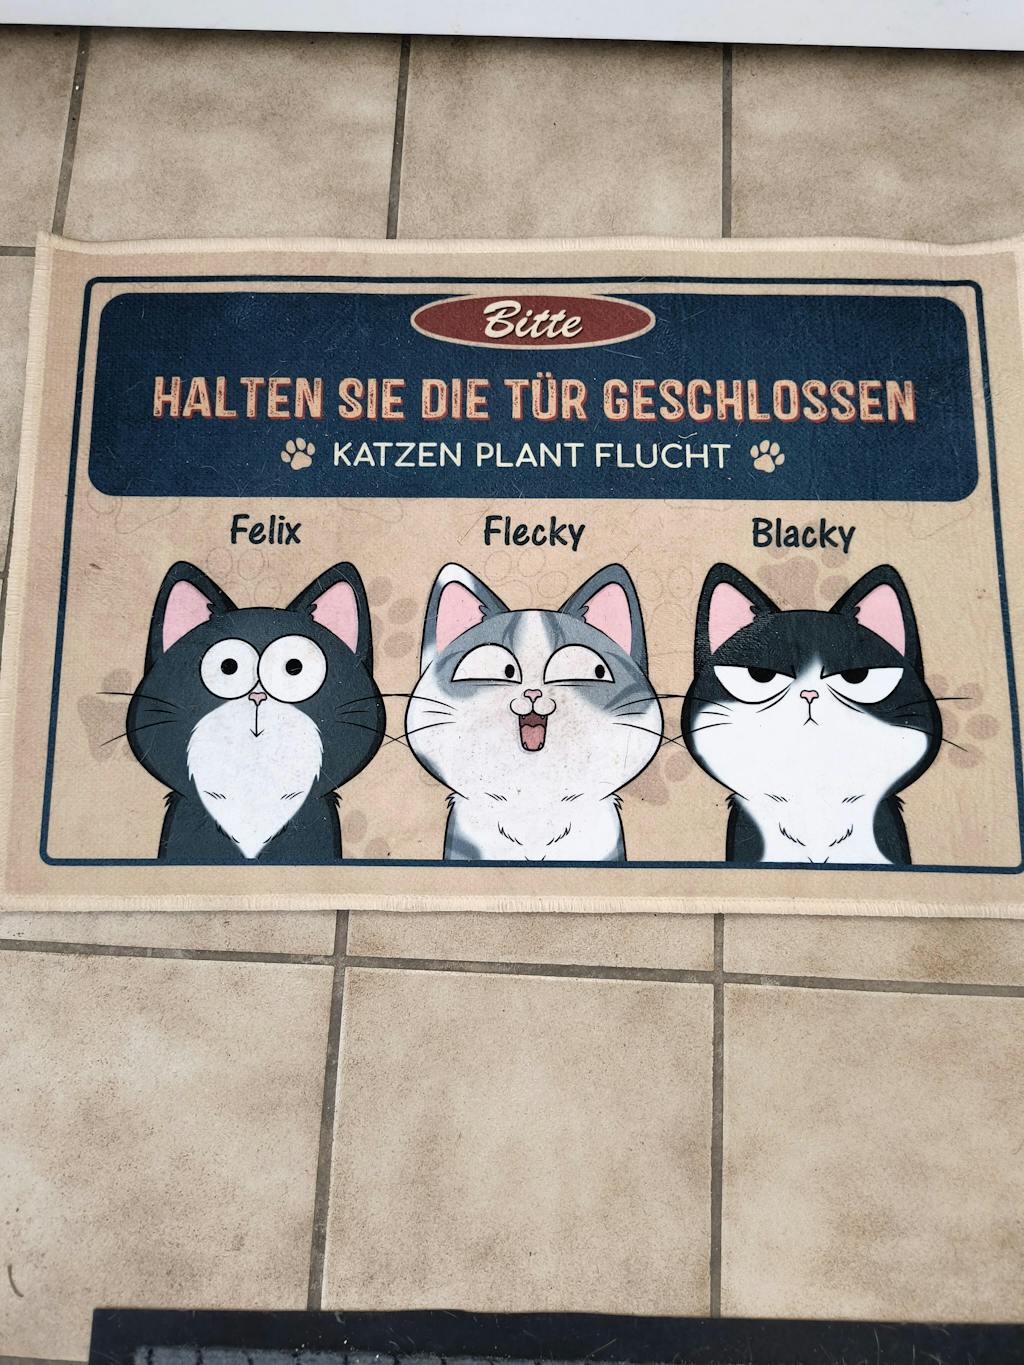 Bitte
HALTEN SIE DIE TÜR GESCHLOSSEN
KATZEN PLANT FLUCHT
Felix Flecky Blacky